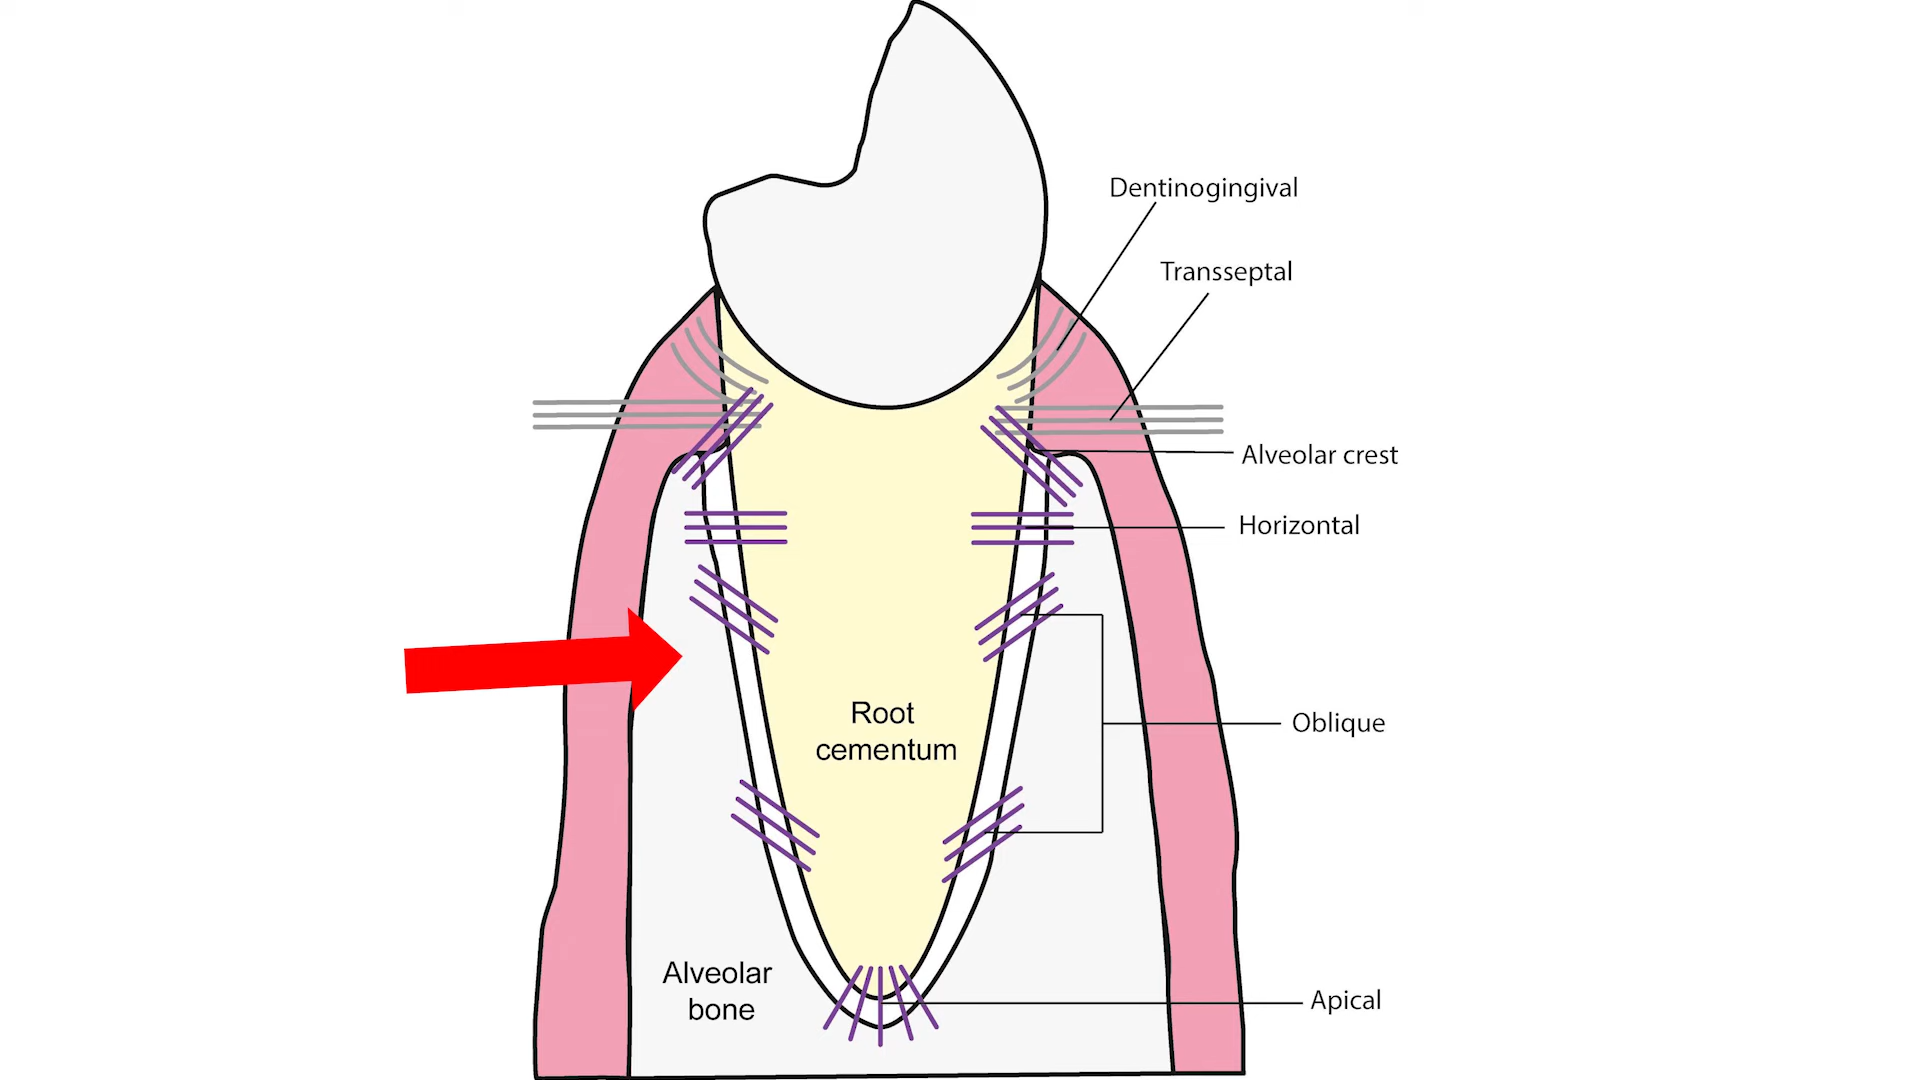 Dentinogingival
Transseptal
Alveolar crest
Horizontal
Root
cementum
Oblique
Alveolar
bone
Apical